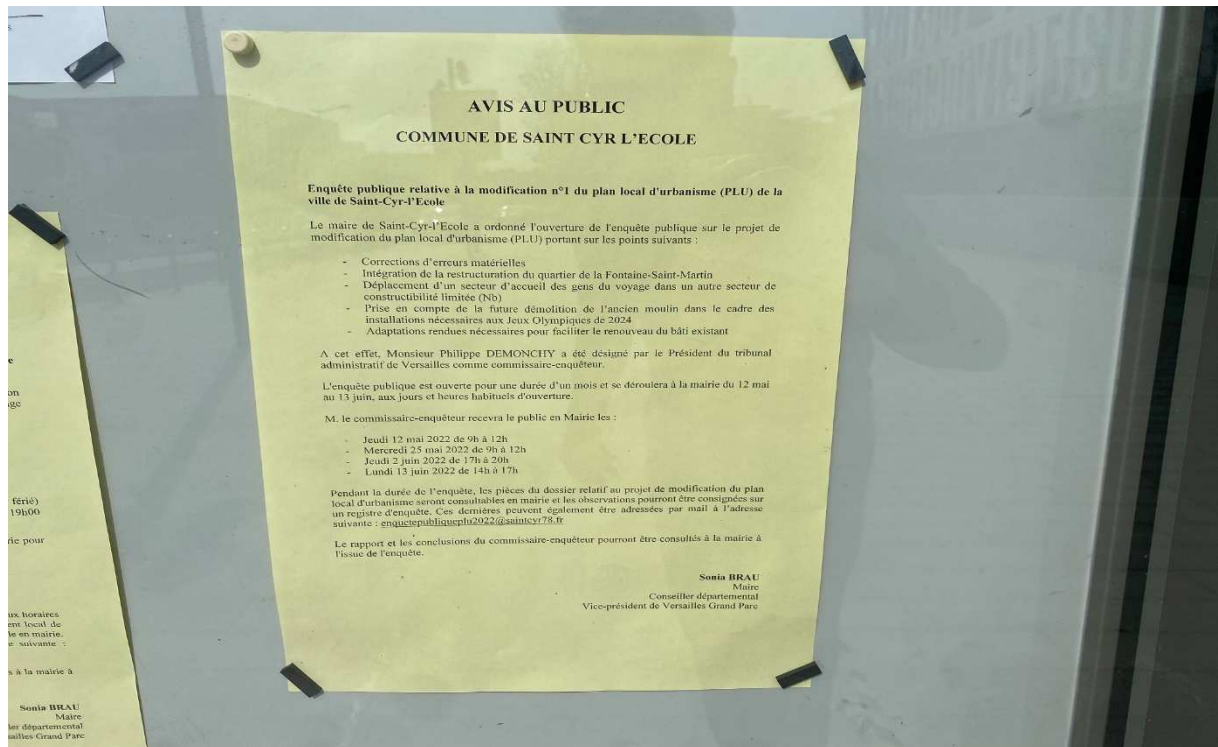 AVIS AU PUBLIC
COMMUNE DE SAINT CYR L'ECOLE
Enquête publique relative à la modification n°1 du plan local d'urbanisme (PLU) de la
ville de Saint-Cyr-l'Ecole
Le maire de Saint-Cyr-l'Ecole a ordonné l'ouverture de l'enquête publique sur le projet de
modification du plan local d'urbanisme (PLU) portant sur les points suivants :
- Corrections d'erreurs matérielles
- Intégration de la restructuration du quartier de la Fontaine-Saint-Martin
- Déplacement d'un secteur d'accueil des gens du voyage dans un autre secteur de
constructibilité limitée (Nb)
- Prise en compte de la future démolition de l'ancien moulin dans le cadre des
installations nécessaires aux Jeux Olympiques de 2024
- Adaptations rendues nécessaires pour faciliter le renouveau du bâti existant
A cet effet, Monsieur Philippe DEMONCHY a été désigné par le Président du tribunal
administratif de Versailles comme commissaire-enquêteur.
L'enquête publique est ouverte pour une durée d'un mois et se déroulera à la mairie du 12 mai
au 13 juin, aux jours et heures habituels d'ouverture.
M. le commissaire-enquêteur recevra le public en Mairie les :
- Jeudi 12 mai 2022 de 9h à 12h
- Mercredi 25 mai 2022 de 9h à 12h
- Jeudi 2 juin 2022 de 17h à 20h
- Lundi 13 juin 2022 de 14h à 17h
Pendant la durée de l'enquête, les pièces du dossier relatif au projet de modification du plan
local d'urbanisme seront consultables en mairie et les observations pourront être consignées sur
un registre d'enquête. Ces dernières peuvent également être adressées par mail à l'adresse
suivante : enquetepubliqueplu2022@saintcyr78.fr
Le rapport et les conclusions du commissaire-enquêteur pourront être consultés à la mairie à
l'issue de l'enquête.
Sonia BRAU
Maire
Conseiller départemental
Vice-président de Versailles Grand Parc
férié)
19h00
rie pour
ux horaires
ent local de
le en mairie.
e suivante :
s à la mairie à
Sonia BRAU
Maire
ler départemental
sailles Grand Parc